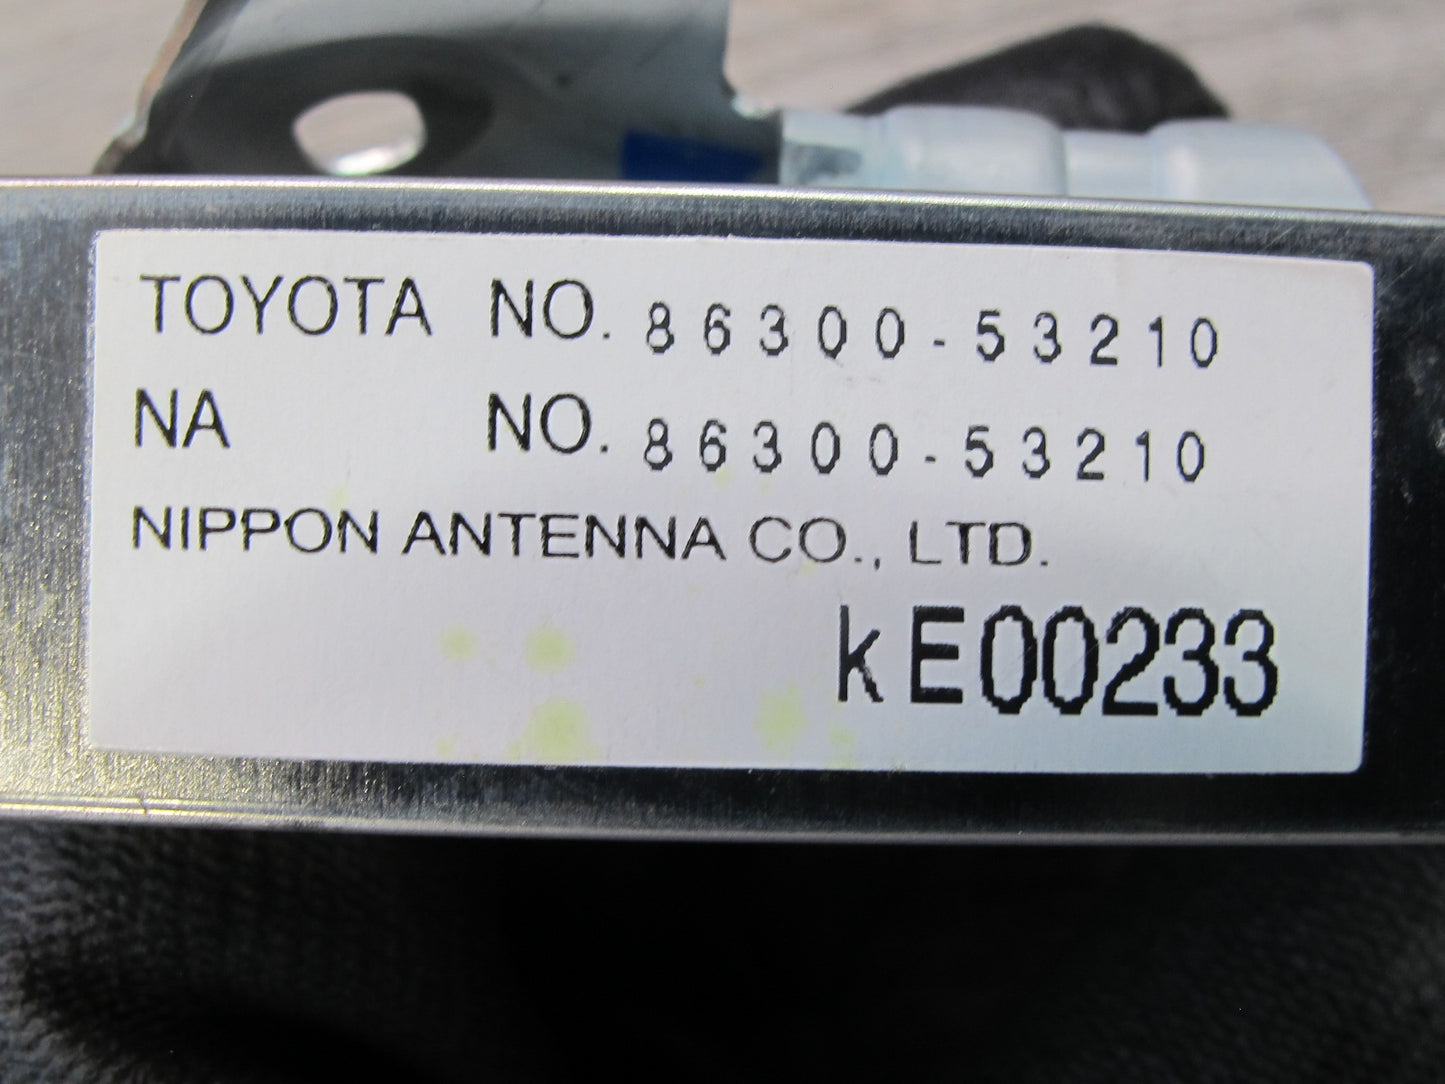 TOYOTA NO. 86300-53210
NA NO. 86300-53210
NIPPON ANTENNA CO., LTD.
kE00233